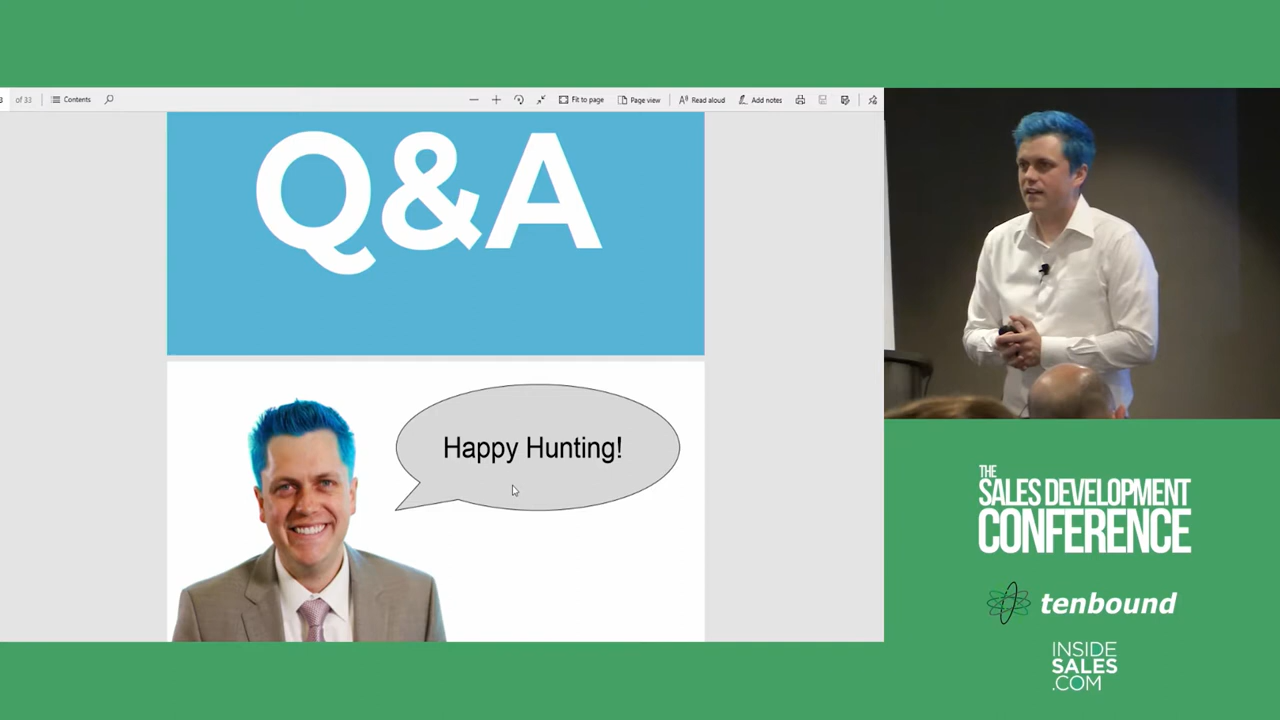 3 of 33 Contents Fit to page Page view Read aloud Add notes
Q&A
Happy Hunting!
THE
SALES DEVELOPMENT
CONFERENCE
tenbound
INSIDE
SALES
.COM